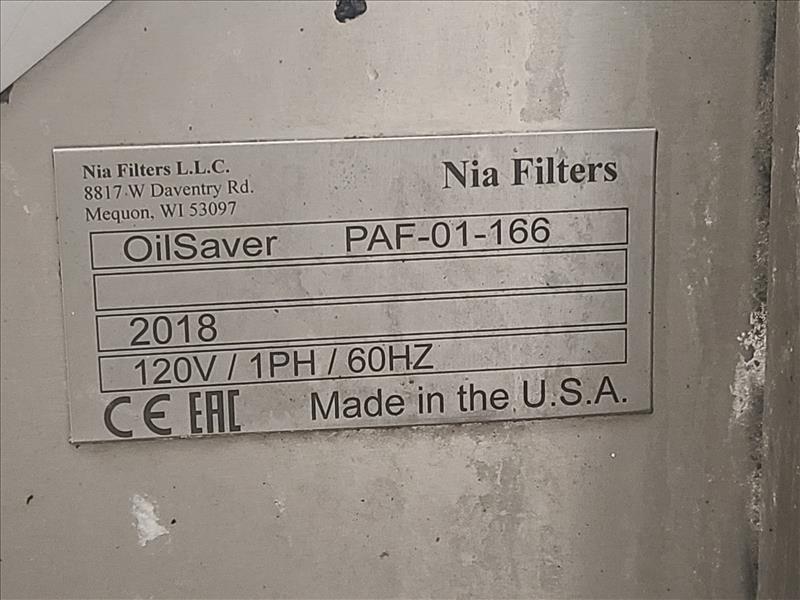 Nia Filters L.L.C.
8817 W Daventry Rd.
Mequon, WI 53097
Nia Filters
OilSaver PAF-01-166
2018
120V / 1PH / 60HZ
CE EAC Made in the U.S.A.